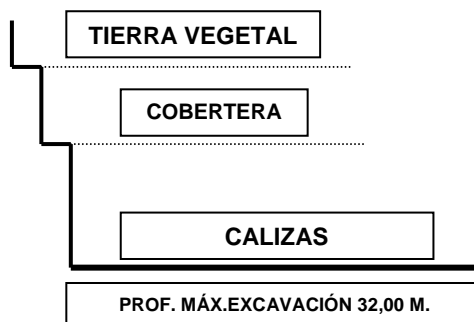 TIERRA VEGETAL
COBERTERA
CALIZAS
PROF. MÁX.EXCAVACIÓN 32,00 M.